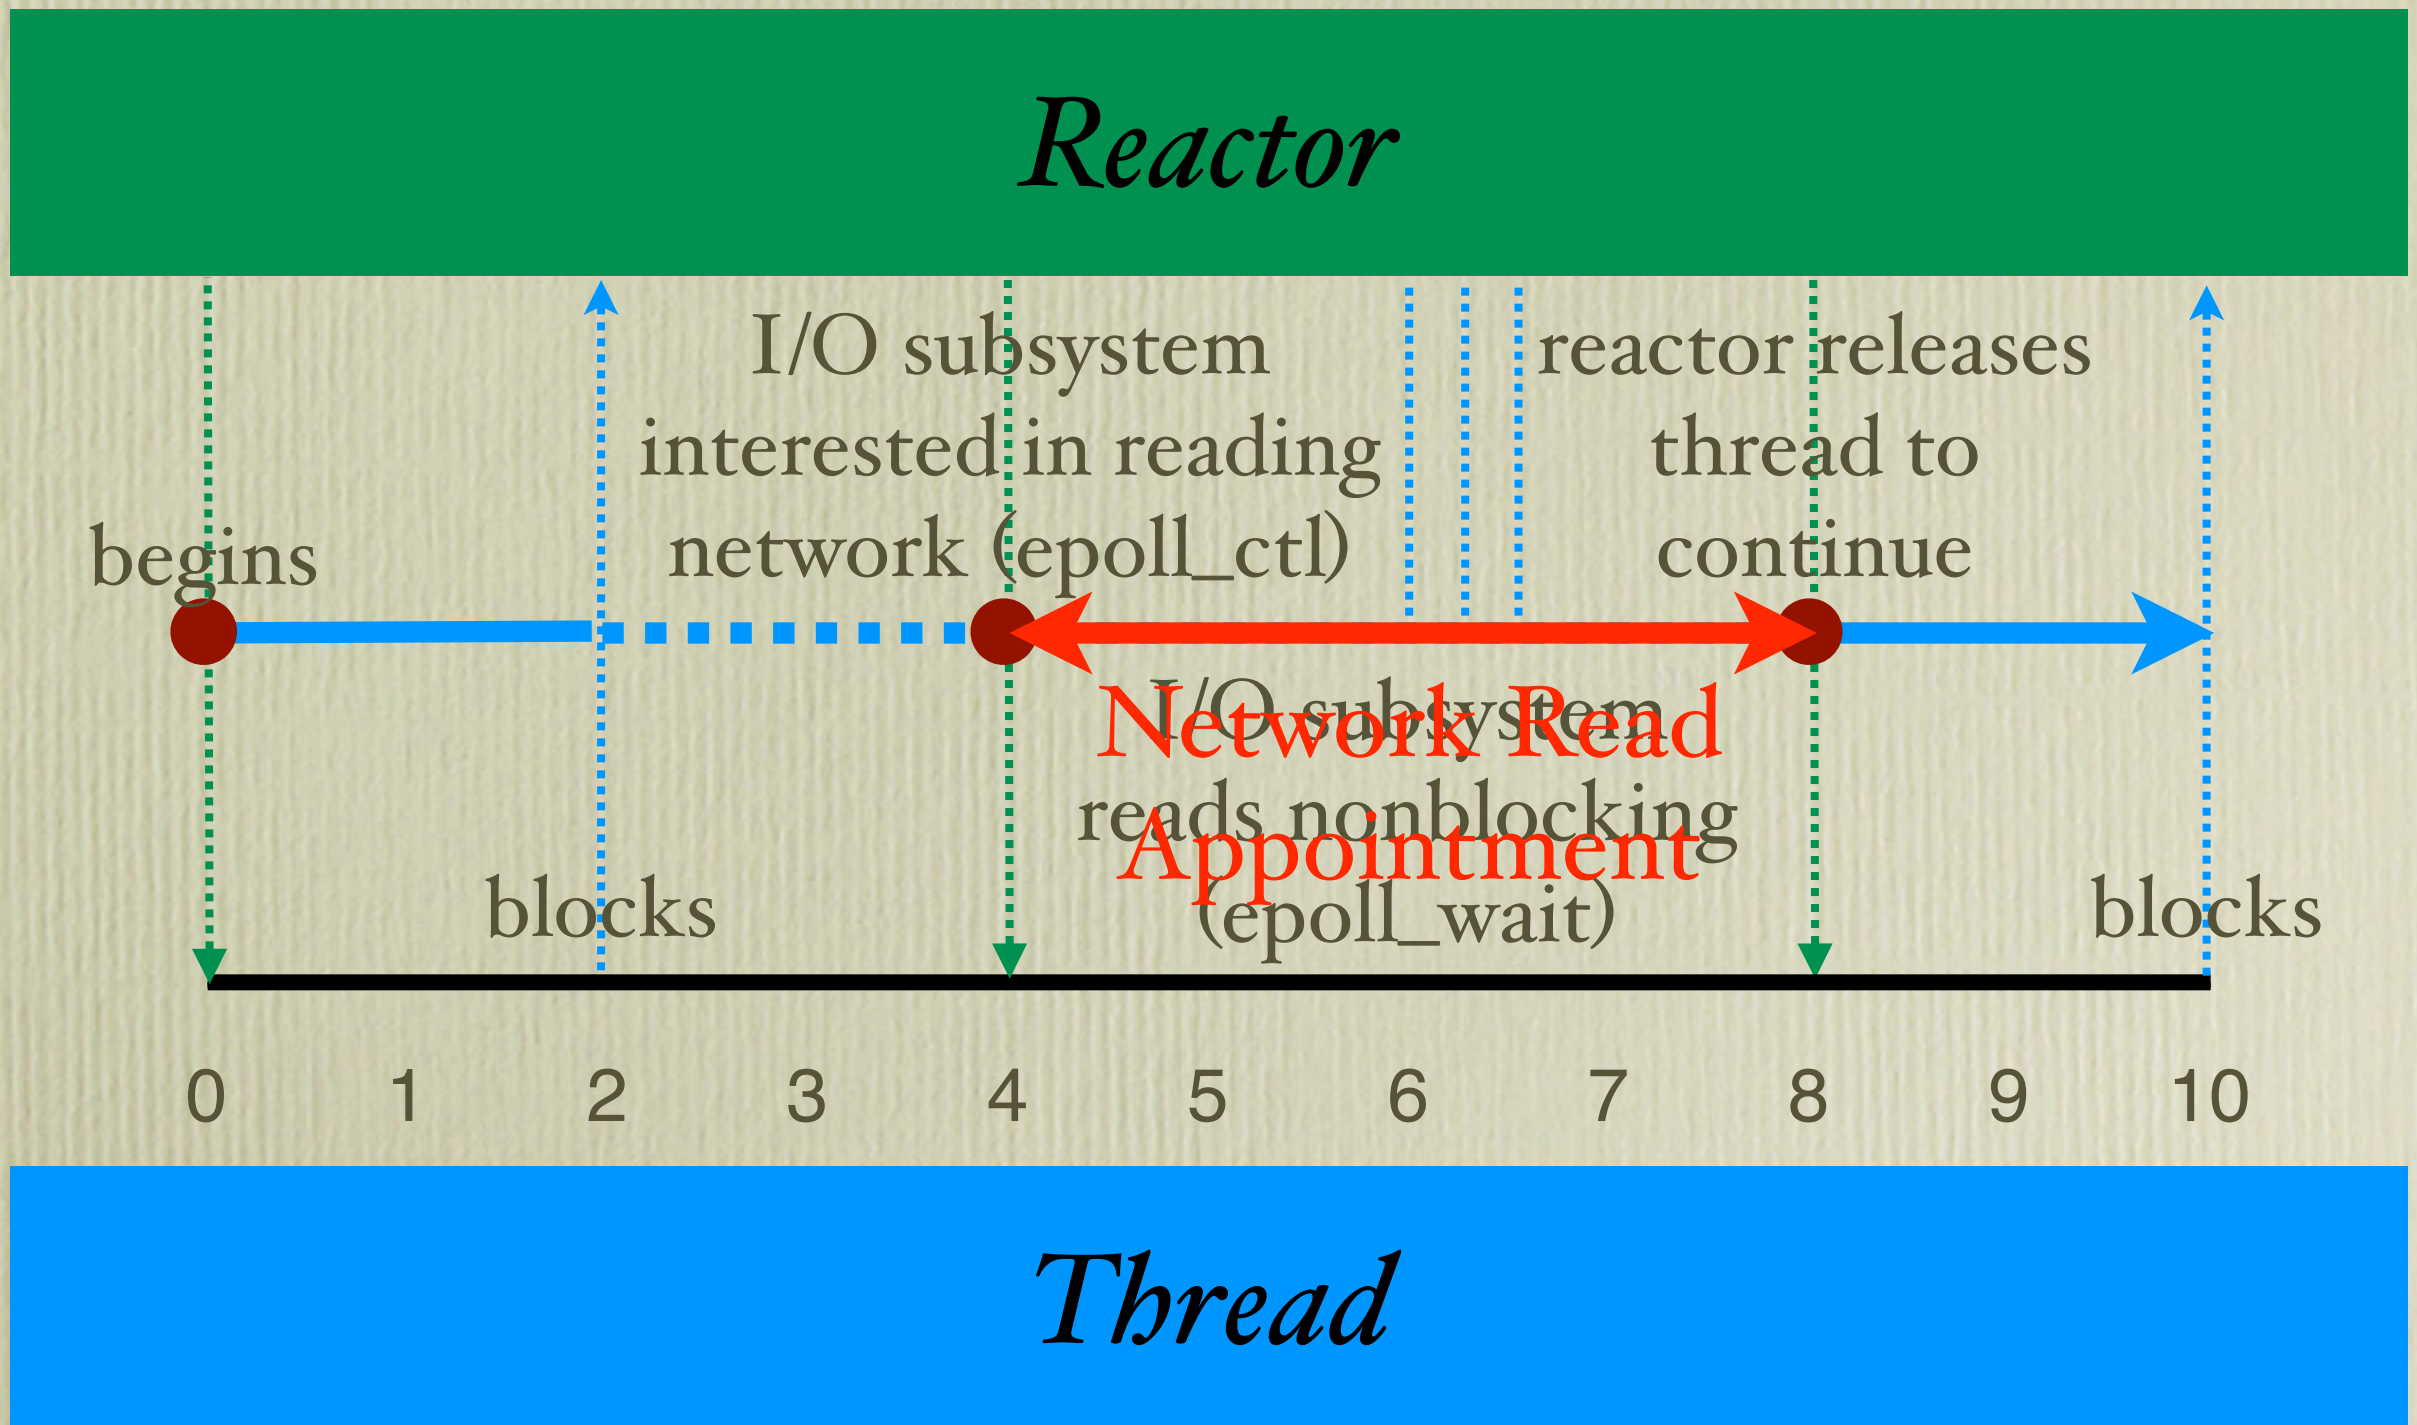 Reactor
I/O subsystem
interested in reading
network (epoll_ctl)
reactor releases
thread to
continue
begins
I/O subsystem
reads nonblocking
(epoll_wait)
Network Read
Appointment
blocks
blocks
0 1 2 3 4 5 6 7 8 9 10
Thread